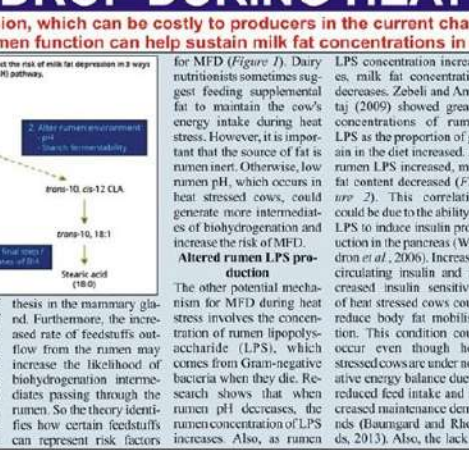 DROP DURING HEAT
ion, which can be costly to producers in the current cha
men function can help sustain milk fat concentrations in
ct the risk of milk fat depression in 3 ways
H) pathway.
2. Alter rumen environment
- pH
- Starch fermentability
trans-10, cis-12 CLA
trans-10, 18:1
final steps /
Stearic acid
(18:0)
thesis in the mammary gla-
nd. Furthermore, the incre-
ased rate of feedstuffs out-
flow from the rumen may
increase the likelihood of
biohydrogenation interme-
diates passing through the
rumen. So the theory identi-
fies how certain feedstuffs
can represent risk factors
for MFD (Figure 1). Dairy
nutritionists sometimes sug-
gest feeding supplemental
fat to maintain the cow's
energy intake during heat
stress. However, it is impor-
tant that the source of fat is
rumen inert. Otherwise, low
rumen pH, which occurs in
heat stressed cows, could
generate more intermediat-
es of biohydrogenation and
increase the risk of MFD.
Altered rumen LPS pro-
duction
The other potential mecha-
nism for MFD during heat
stress involves the concen-
tration of rumen lipopolys-
accharide (LPS), which
comes from Gram-negative
bacteria when they die. Re-
search shows that when
rumen pH decreases, the
rumen concentration of LPS
increases. Also, as rumen
LPS concentration increa
es, milk fat concentrati
decreases. Zebeli and Am
taj (2009) showed grea
concentrations of rum
LPS as the proportion of
ain in the diet increased.
rumen LPS increased, m
fat content decreased (F
ure 2). This correlati
could be due to the ability
LPS to induce insulin pro
uction in the pancreas (W
dron et al., 2006). Increas
circulating insulin and
creased insulin sensitiv
of heat stressed cows co
reduce body fat mobilis
tion. This condition co
occur even though he
stressed cows are under ne
ative energy balance due
reduced feed intake and
creased maintenance dem
nds (Baumgard and Rho
ds, 2013). Also, the lack